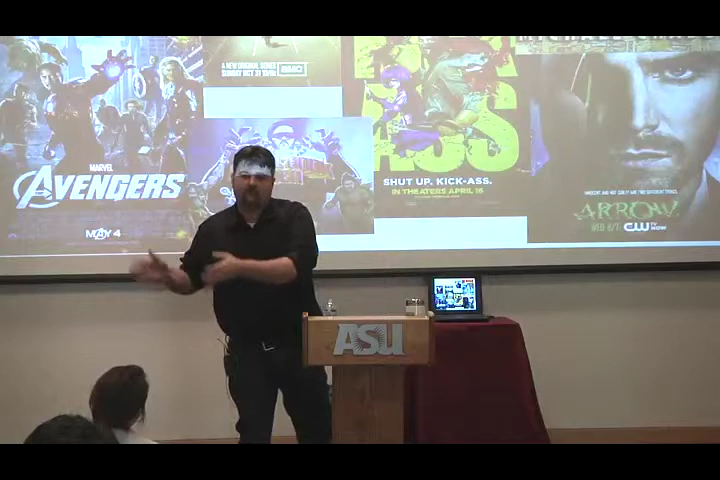 A NEW ORIGINAL SERIES
SUNDAY OCT 31 10/9c
amc
MARVEL
AVENGERS
MAY 4
ASS
SHUT UP. KICK-ASS.
IN THEATERS APRIL 16
ARROW
CW
NOW
ASU